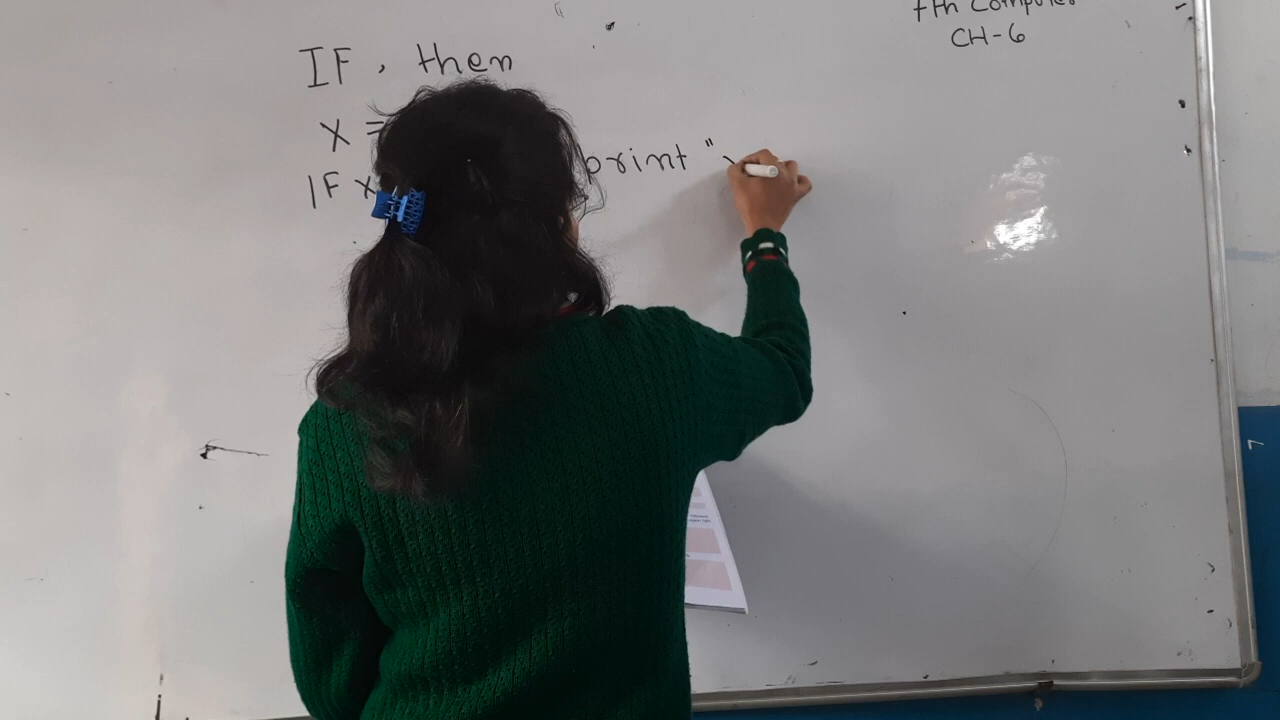 7th Computer
CH-6
IF, then
X =
IF x print "